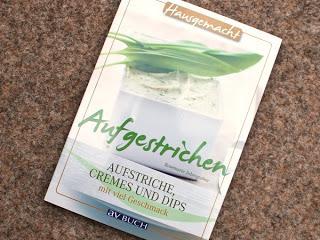 Hausgemacht
Aufgestrichen
AUFSTRICHE,
CREMES UND DIPS
mit viel Geschmack
av BUCH